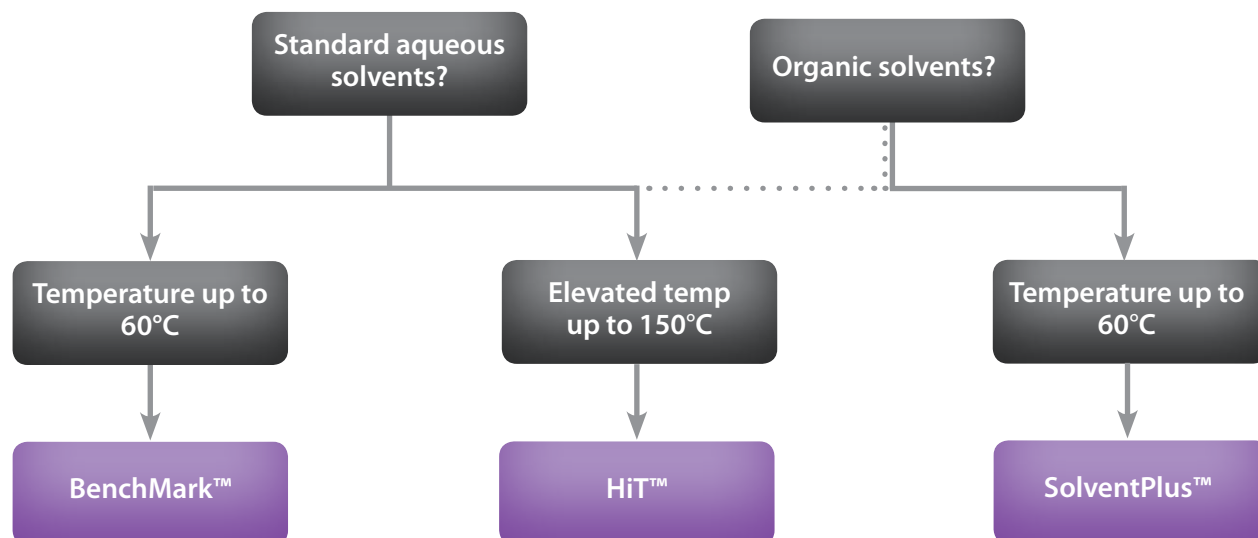 Standard aqueous
solvents?
Organic solvents?
Temperature up to
60°C
Elevated temp
up to 150°C
Temperature up to
60°C
BenchMark™
HiT™
SolventPlus™